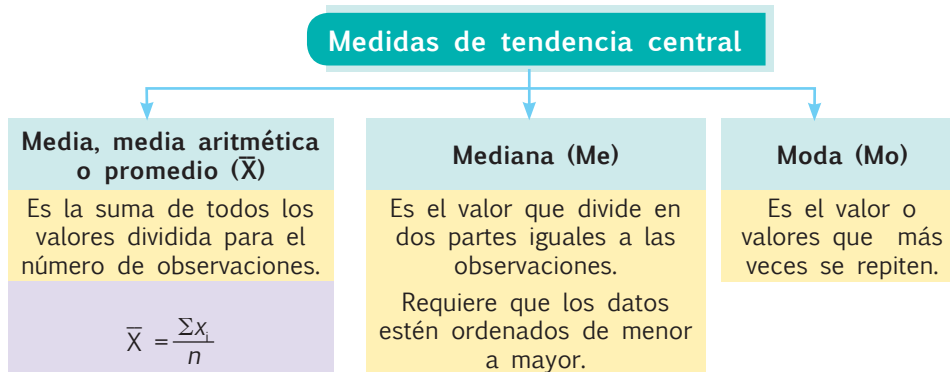 Medidas de tendencia central
Media, media aritmética
o promedio (X̅)
Es la suma de todos los
valores dividida para el
número de observaciones.
X̅ = Σxᵢ / n
Mediana (Me)
Es el valor que divide en
dos partes iguales a las
observaciones.
Requiere que los datos
estén ordenados de menor
a mayor.
Moda (Mo)
Es el valor o
valores que más
veces se repiten.